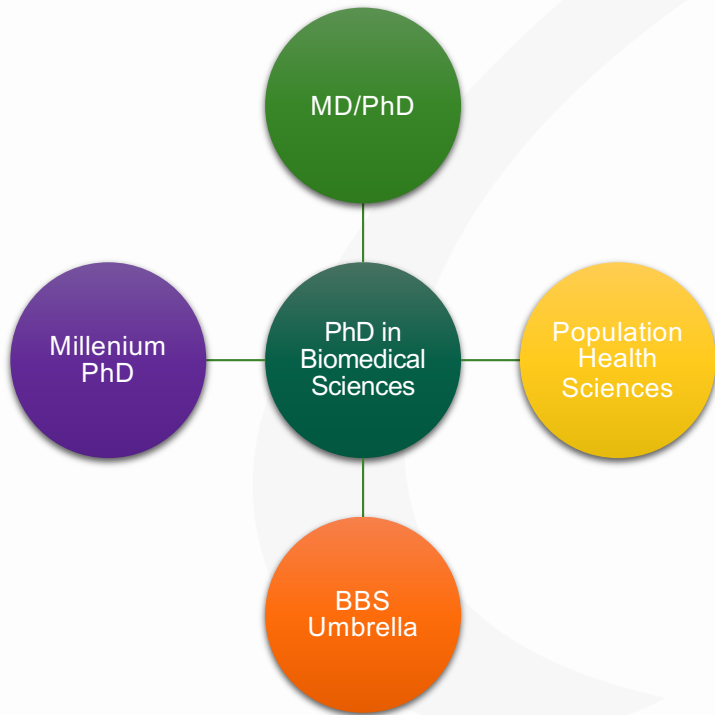 MD/PhD
Millenium
PhD
PhD in
Biomedical
Sciences
Population
Health
Sciences
BBS
Umbrella